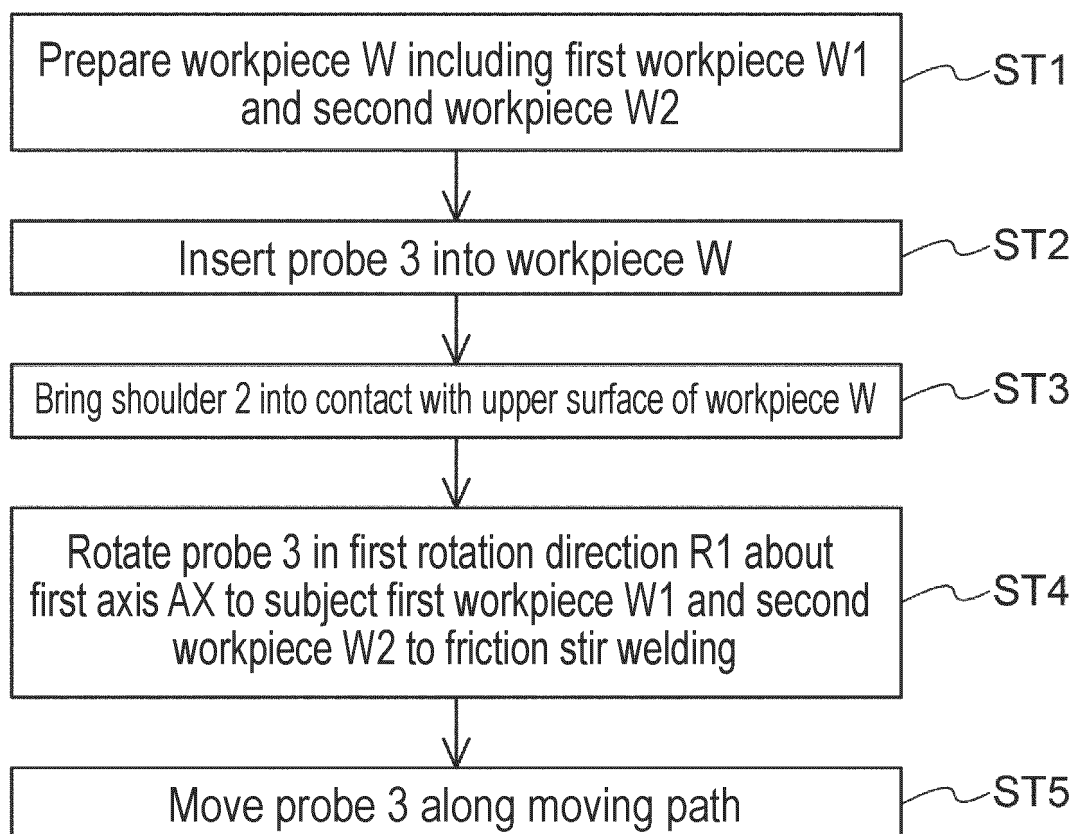 Prepare workpiece W including first workpiece W1
and second workpiece W2
ST1
Insert probe 3 into workpiece W
ST2
Bring shoulder 2 into contact with upper surface of workpiece W
ST3
Rotate probe 3 in first rotation direction R1 about
first axis AX to subject first workpiece W1 and second
workpiece W2 to friction stir welding
ST4
Move probe 3 along moving path
ST5